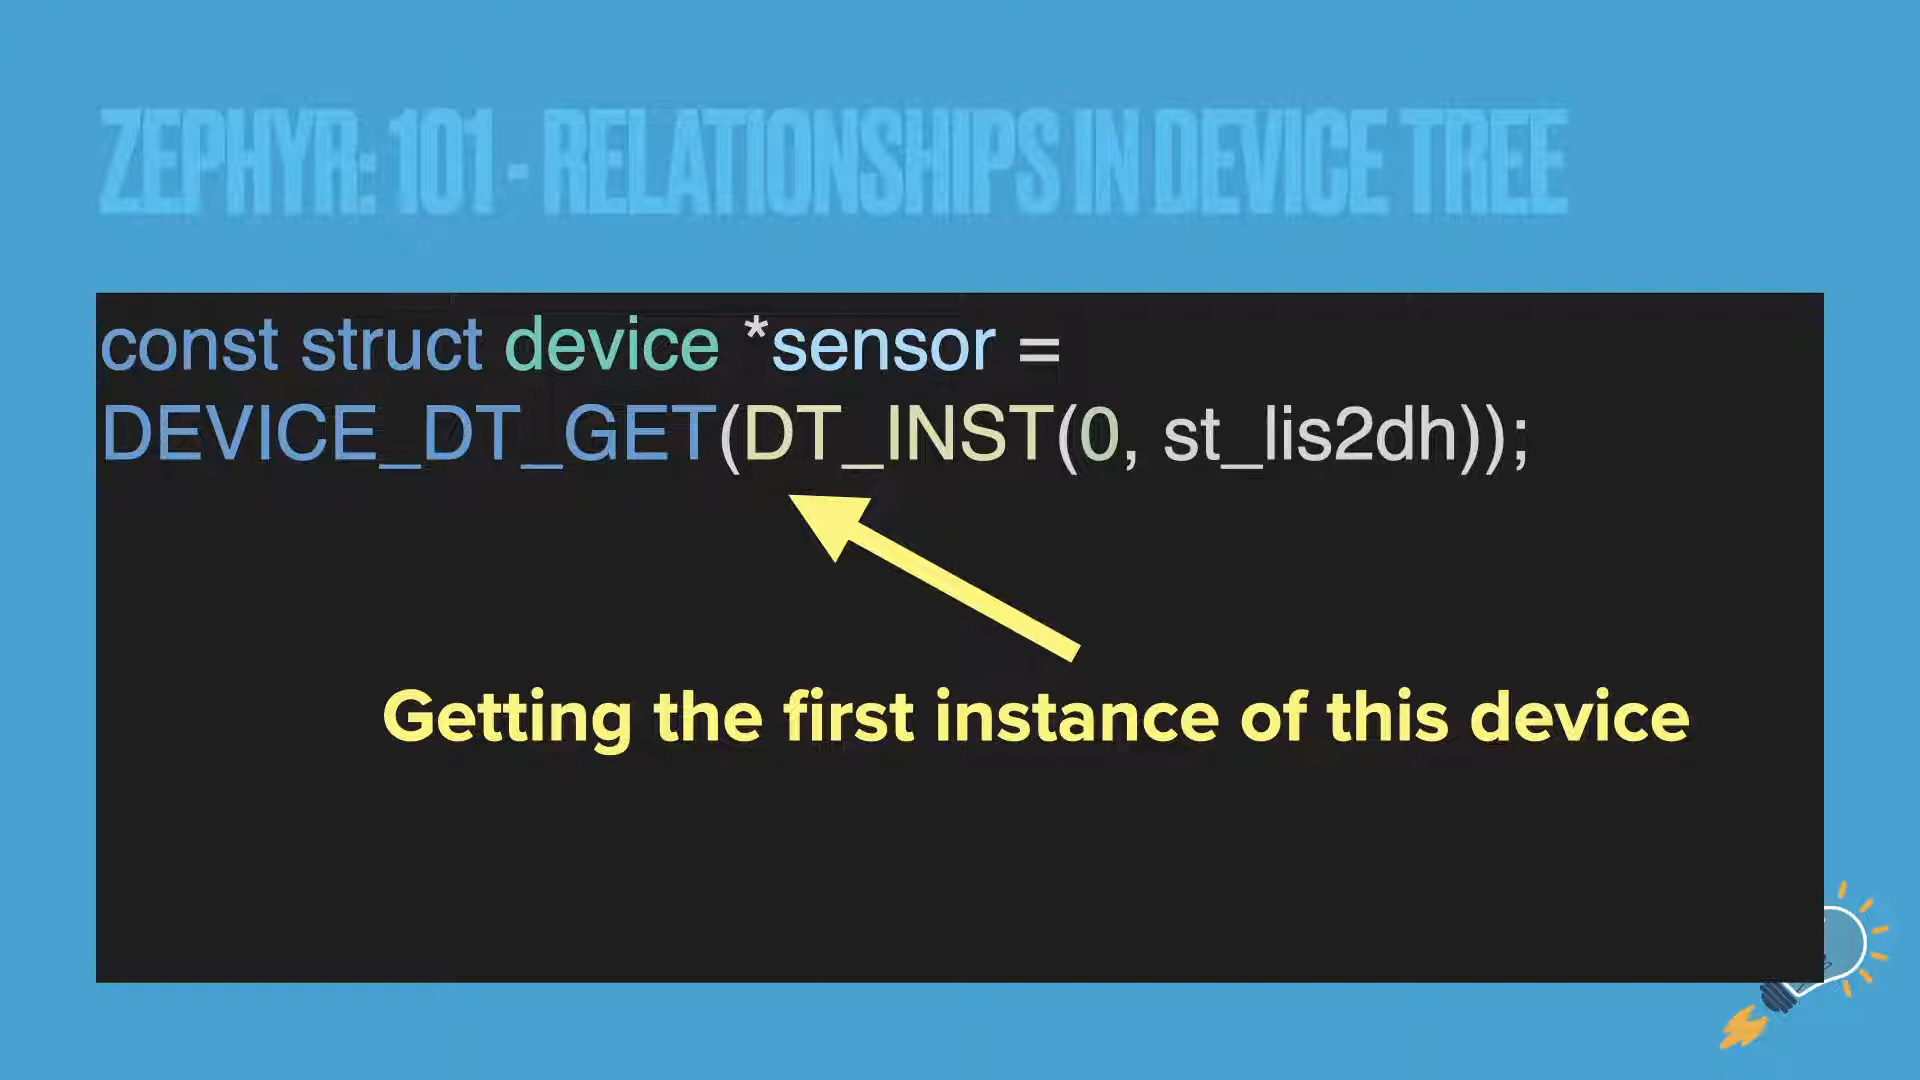 ZEPHYR: 101 - RELATIONSHIPS IN DEVICE TREE
const struct device *sensor =
DEVICE_DT_GET(DT_INST(0, st_lis2dh));
Getting the first instance of this device